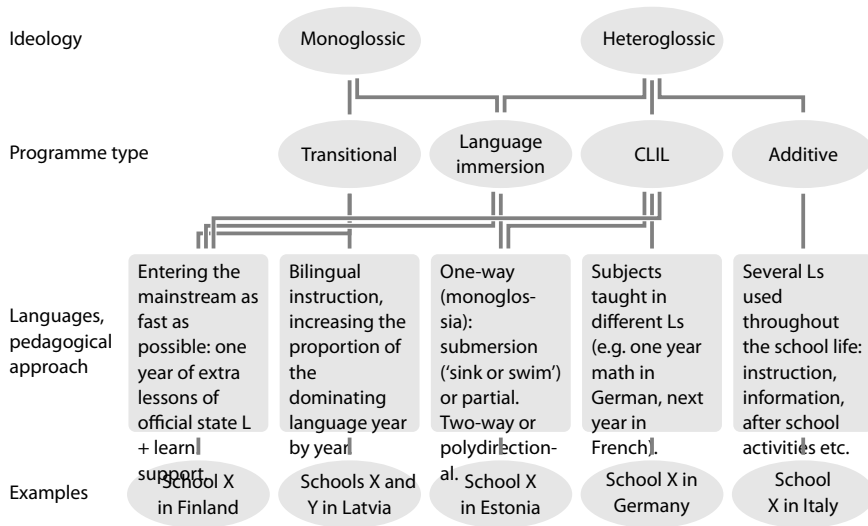 Ideology
Monoglossic
Heteroglossic
Programme type
Transitional
Language
immersion
CLIL
Additive
Languages,
pedagogical
approach
Entering the
mainstream as
fast as
possible: one
year of extra
lessons of
official state L
+ learn
support.
Bilingual
instruction,
increasing the
proportion of
the
dominating
language year
by year
One-way
(monoglos-
sia):
submersion
(‘sink or swim’)
or partial.
Two-way or
polydirection-
al.
Subjects
taught in
different Ls
(e.g. one year
math in
German, next
year in
French).
Several Ls
used
throughout
the school life:
instruction,
information,
after school
activities etc.
Examples
School X
in Finland
Schools X and
Y in Latvia
School X
in Estonia
School X in
Germany
School
X in Italy